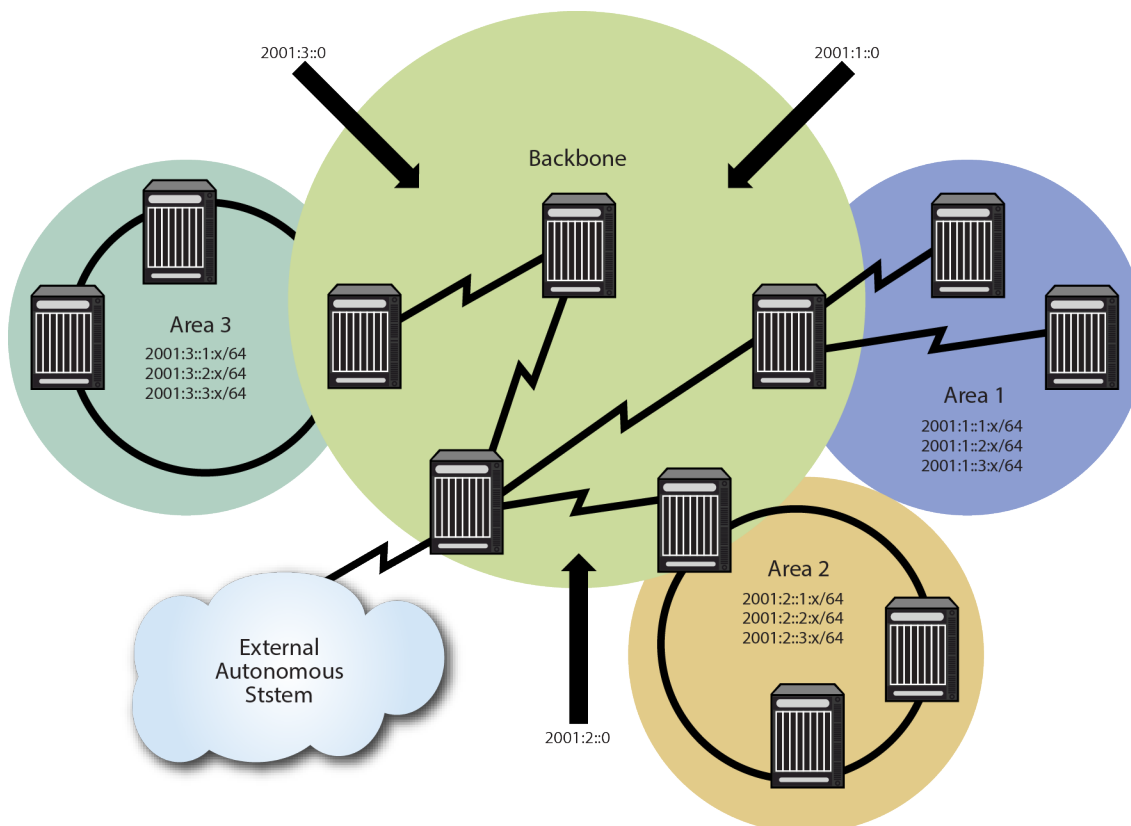 2001:3::0
2001:1::0
Backbone
Area 3
2001:3::1:x/64
2001:3::2:x/64
2001:3::3:x/64
Area 1
2001:1::1:x/64
2001:1::2:x/64
2001:1::3:x/64
Area 2
2001:2::1:x/64
2001:2::2:x/64
2001:2::3:x/64
External
Autonomous
Ststem
2001:2::0